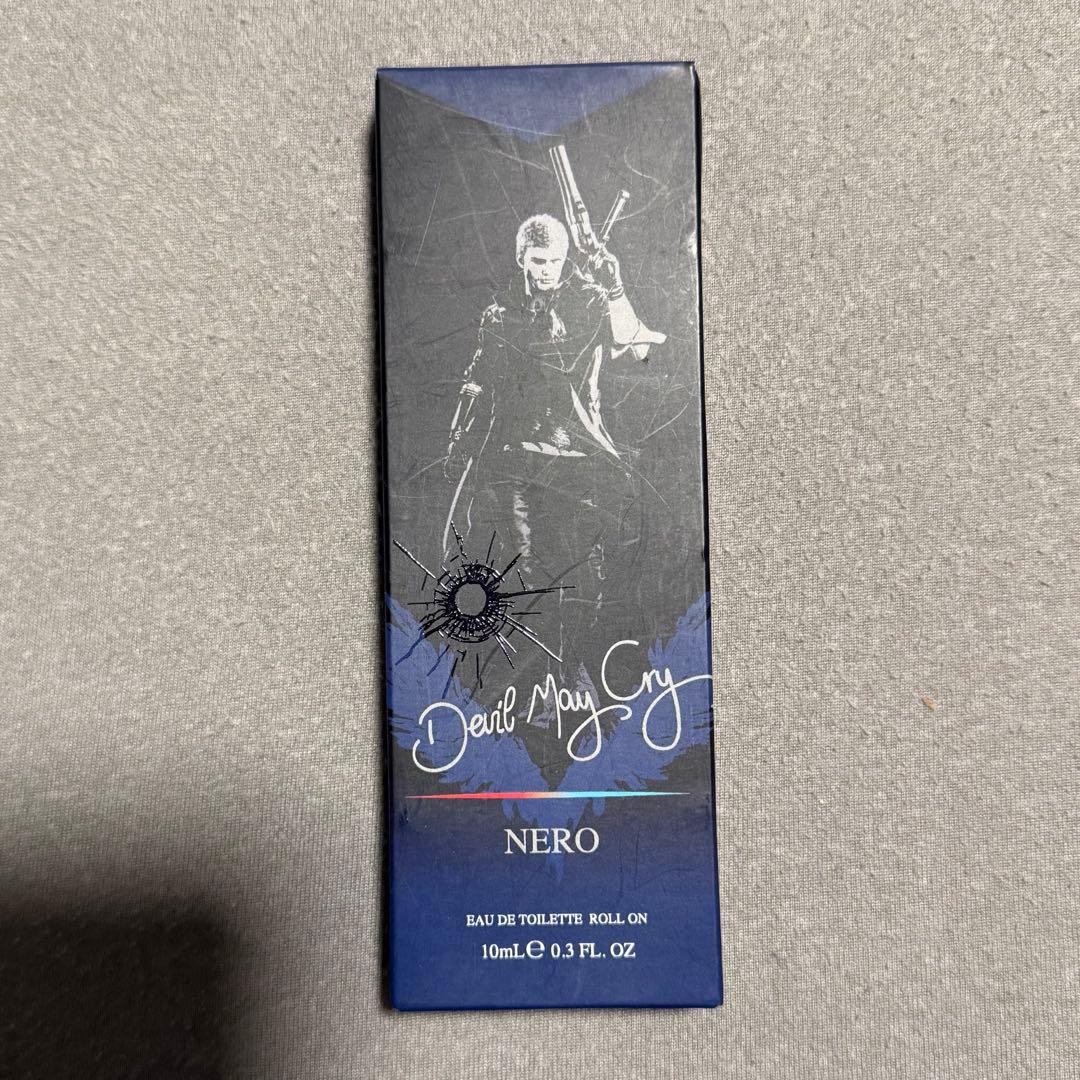 Devil May Cry
NERO
EAU DE TOILETTE ROLL ON
10mL℮ 0.3 FL. OZ